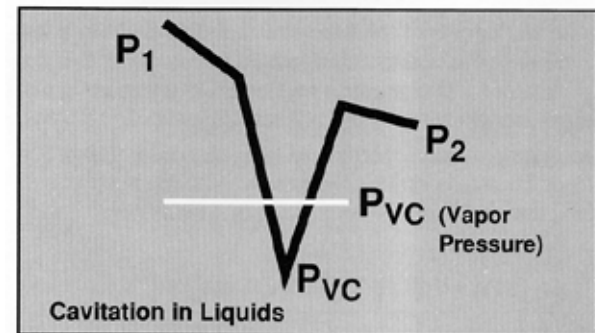 P1
P2
PVC (Vapor
Pressure)
PVC
Cavitation in Liquids